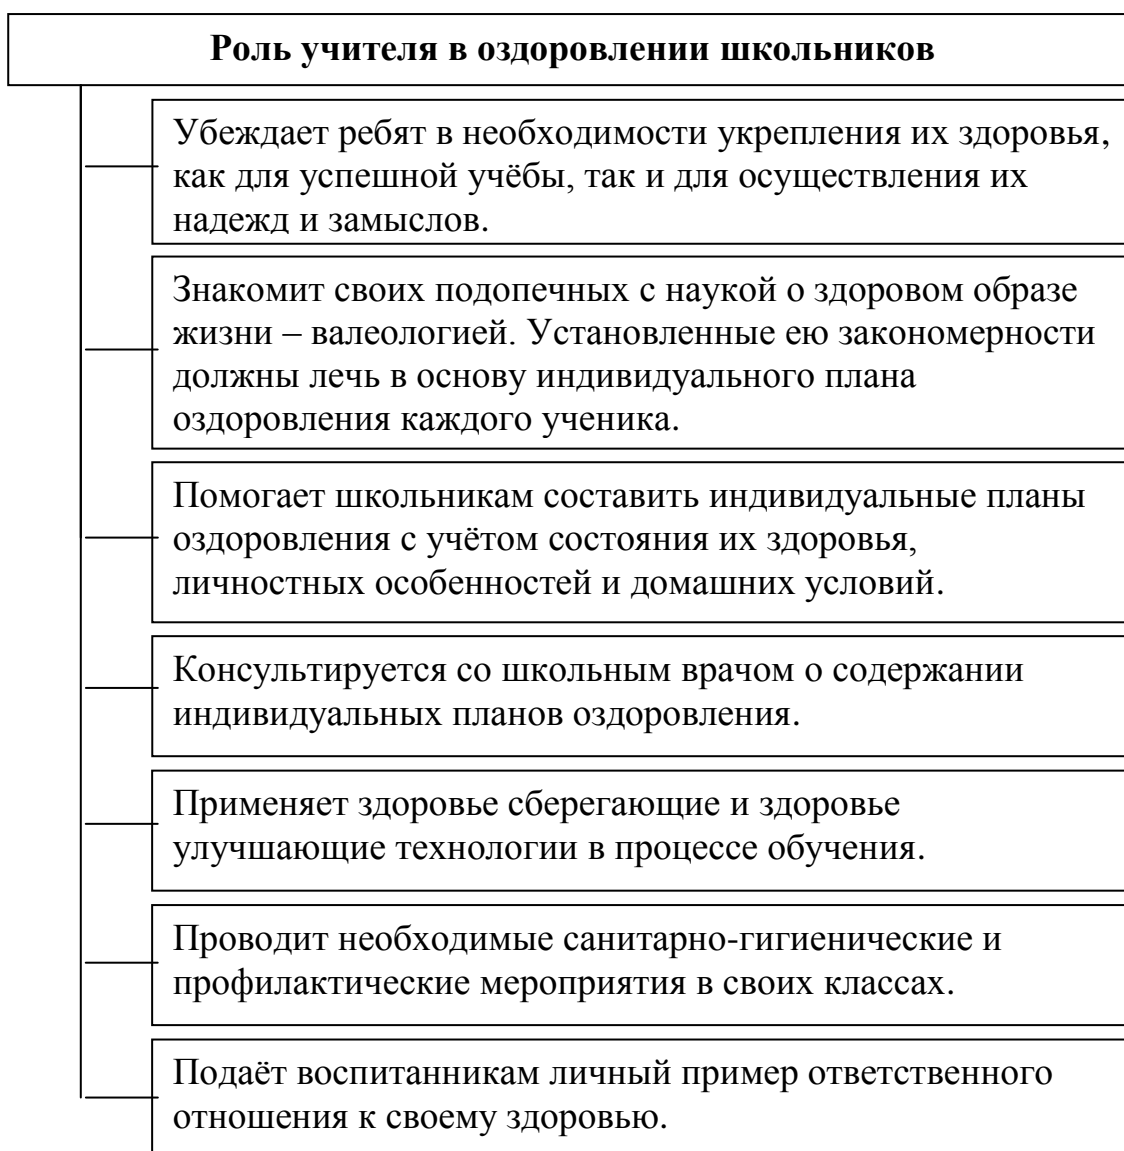 Роль учителя в оздоровлении школьников
Убеждает ребят в необходимости укрепления их здоровья,
как для успешной учёбы, так и для осуществления их
надежд и замыслов.
Знакомит своих подопечных с наукой о здоровом образе
жизни – валеологией. Установленные ею закономерности
должны лечь в основу индивидуального плана
оздоровления каждого ученика.
Помогает школьникам составить индивидуальные планы
оздоровления с учётом состояния их здоровья,
личностных особенностей и домашних условий.
Консультируется со школьным врачом о содержании
индивидуальных планов оздоровления.
Применяет здоровье сберегающие и здоровье
улучшающие технологии в процессе обучения.
Проводит необходимые санитарно-гигиенические и
профилактические мероприятия в своих классах.
Подаёт воспитанникам личный пример ответственного
отношения к своему здоровью.